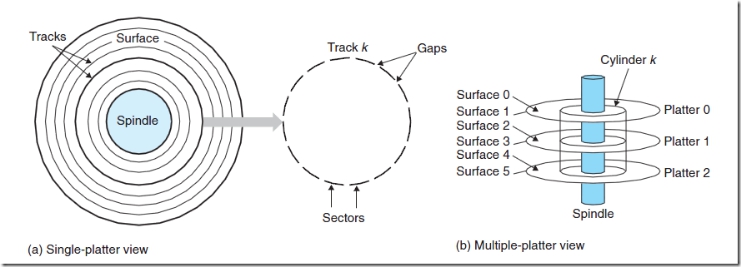 Tracks
Surface
Spindle
Track k
Gaps
Sectors
(a) Single-platter view
Cylinder k
Surface 0
Surface 1
Surface 2
Surface 3
Surface 4
Surface 5
Platter 0
Platter 1
Platter 2
Spindle
(b) Multiple-platter view